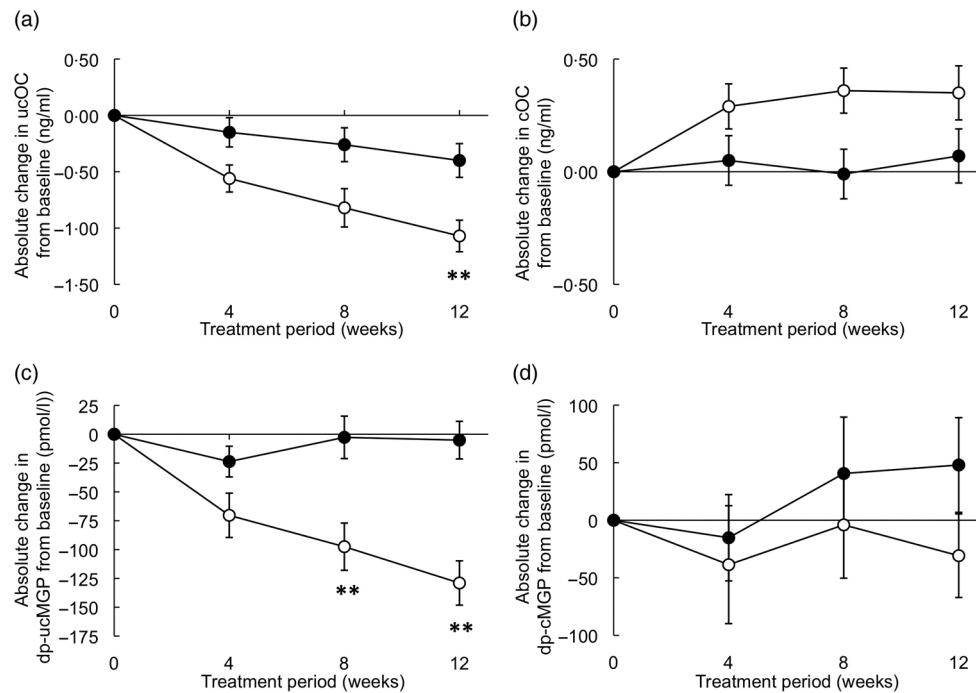 (a)
Absolute change in ucOC
from baseline (ng/ml)
0·50
0·00
−0·50
−1·00
−1·50
**
0 4 8 12
Treatment period (weeks)
(b)
Absolute change in cOC
from baseline (ng/ml)
0·50
0·00
−0·50
0 4 8 12
Treatment period (weeks)
(c)
Absolute change in
dp-ucMGP from baseline (pmol/l))
25
0
−25
−50
−75
−100
−125
−150
−175
**
**
0 4 8 12
Treatment period (weeks)
(d)
Absolute change in
dp-cMGP from baseline (pmol/l)
100
50
0
−50
−100
0 4 8 12
Treatment period (weeks)